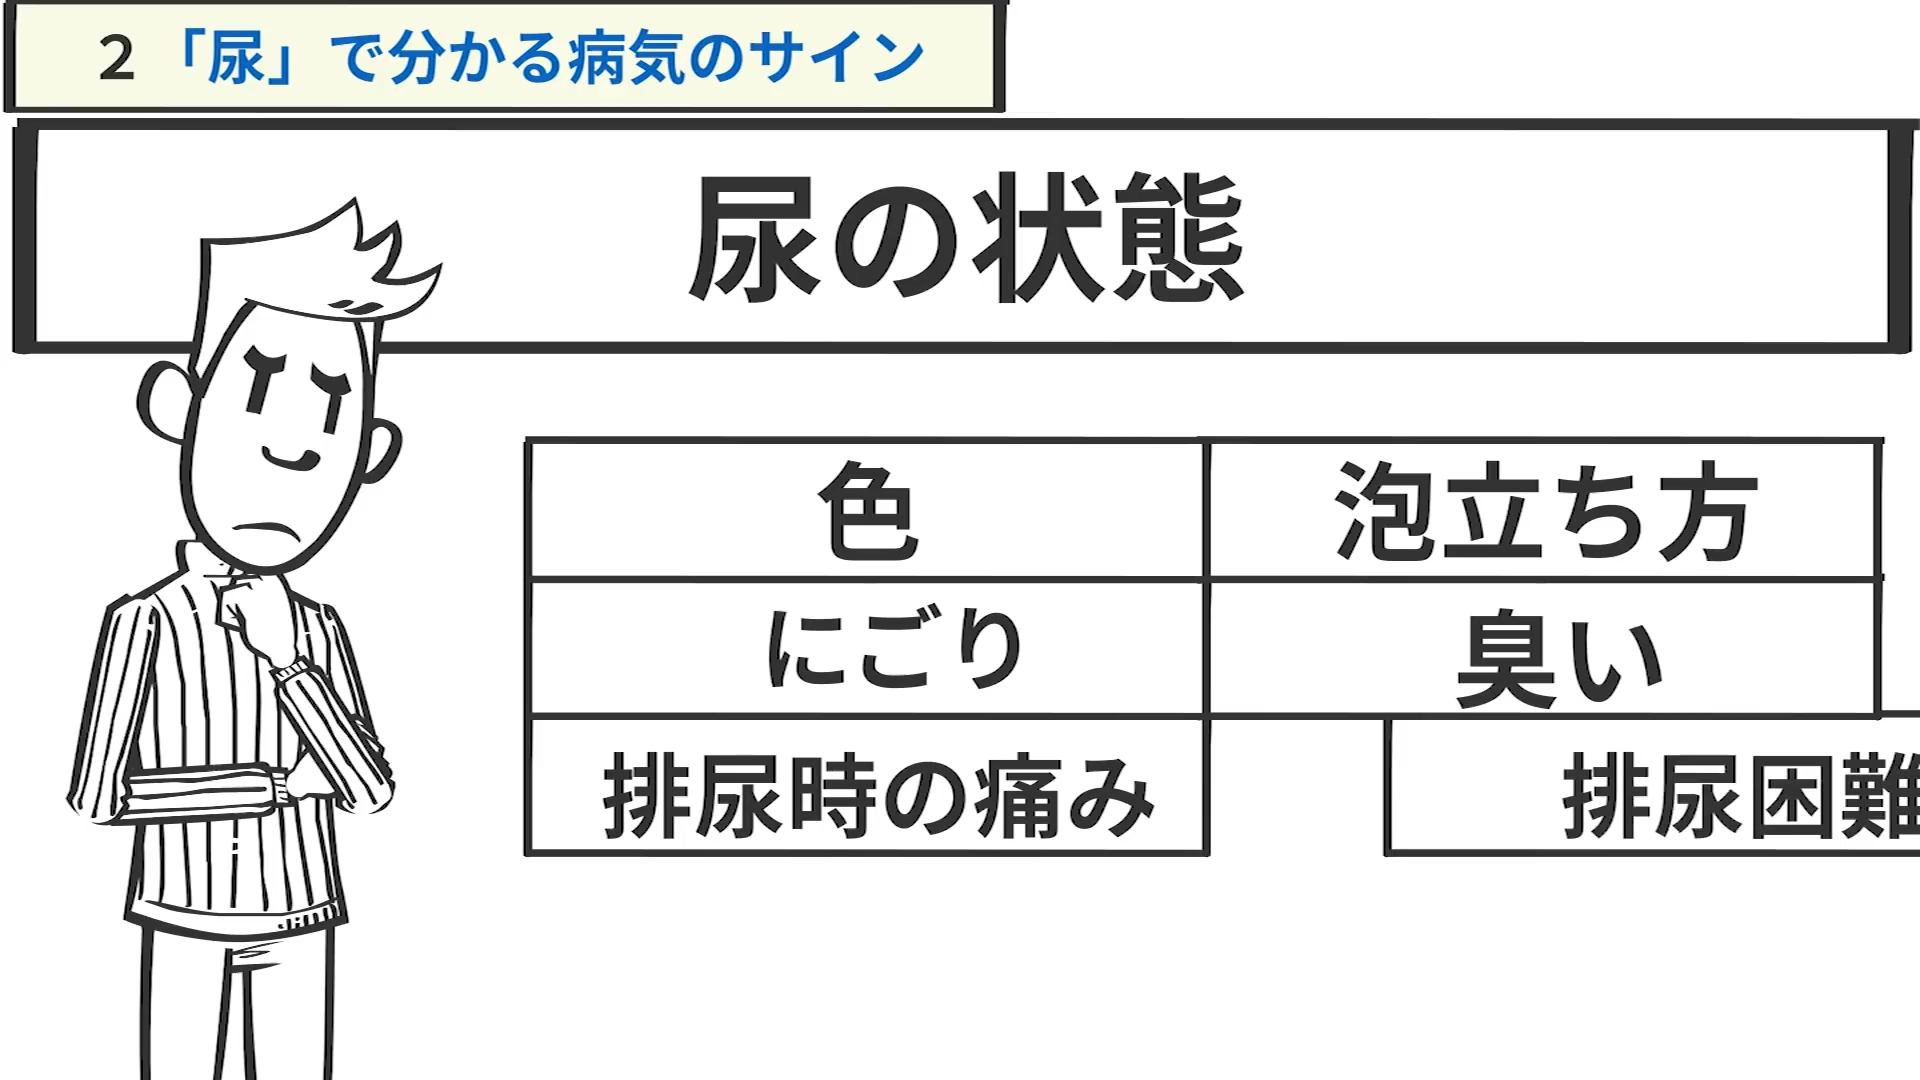 2 「尿」で分かる病気のサイン
尿の状態
色
泡立ち方
にごり
臭い
排尿時の痛み
排尿困難